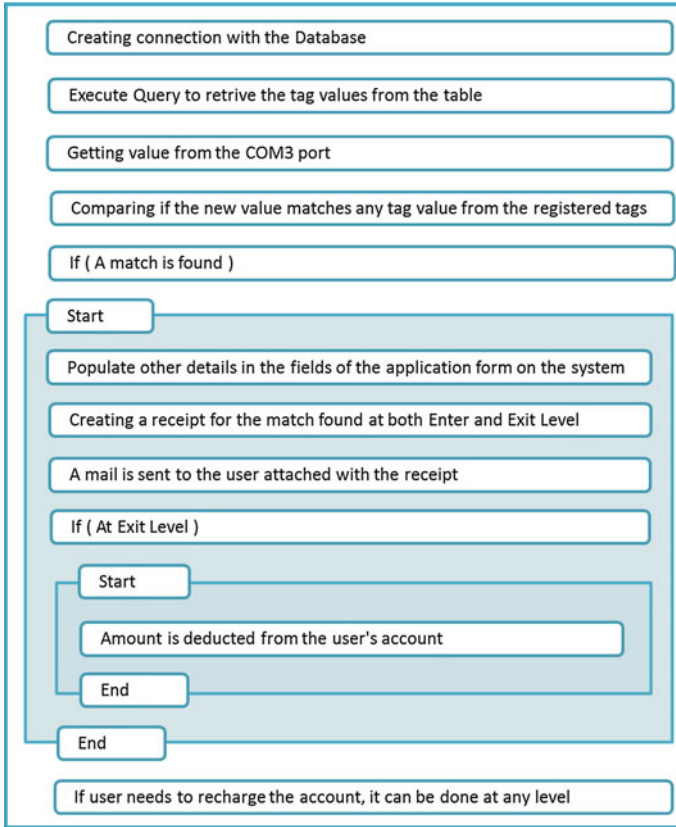 Creating connection with the Database
Execute Query to retrive the tag values from the table
Getting value from the COM3 port
Comparing if the new value matches any tag value from the registered tags
If ( A match is found )
Start
Populate other details in the fields of the application form on the system
Creating a receipt for the match found at both Enter and Exit Level
A mail is sent to the user attached with the receipt
If ( At Exit Level )
Start
Amount is deducted from the user's account
End
End
If user needs to recharge the account, it can be done at any level